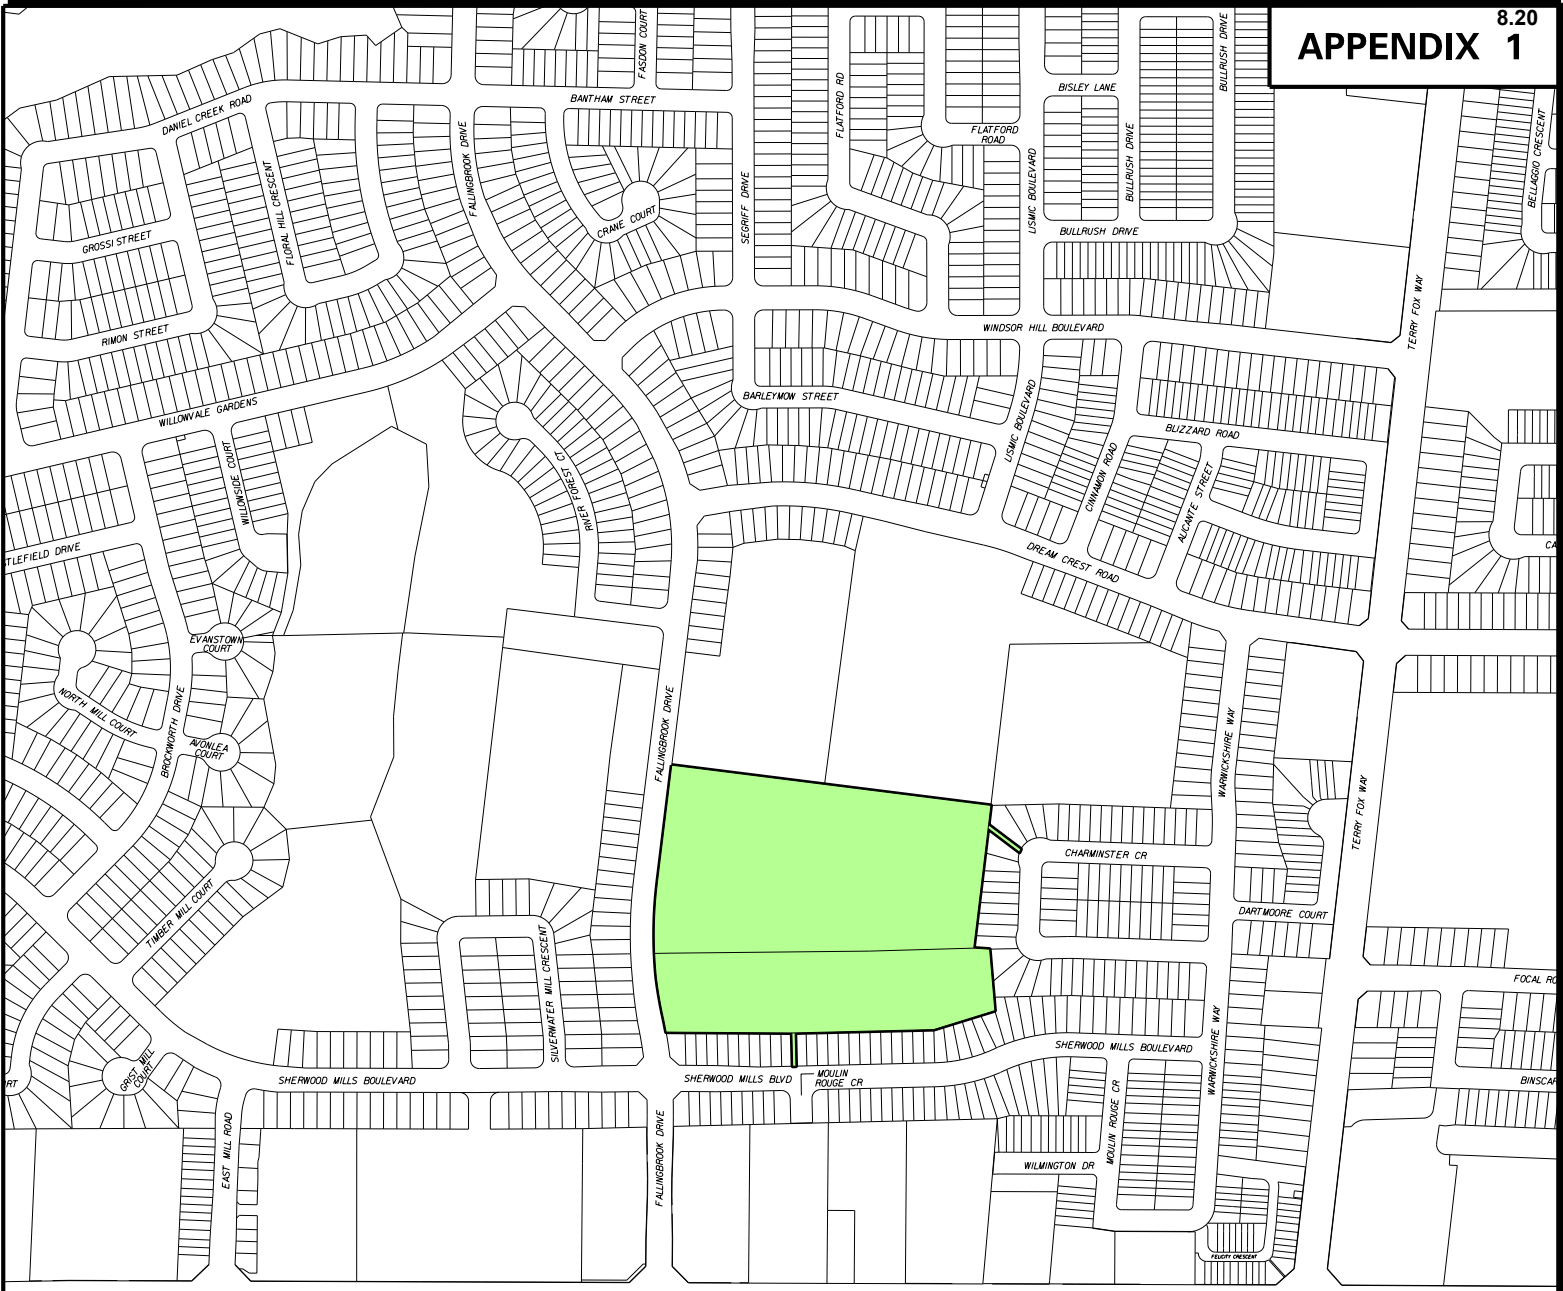 8.20
APPENDIX 1
FASDON COURT
BULLRUSH DRIVE
BANTHAM STREET
DANIEL CREEK ROAD
FLATFORD RD
BISLEY LANE
FALLINGBROOK DRIVE
FLATFORD
ROAD
BULLRUSH DRIVE
BELLAGIO CRESCENT
FLORAL HILL CRESCENT
LISMIC BOULEVARD
SEGRIFF DRIVE
CRANE COURT
GROSSI STREET
BULLRUSH DRIVE
TERRY FOX WAY
RIMON STREET
WINDSOR HILL BOULEVARD
WILLOWVALE GARDENS
BARLEYMOW STREET
LISMIC BOULEVARD
BLIZZARD ROAD
WILLOWSIDE COURT
RIVER FOREST CT
CINNAMON ROAD
ALICANTE STREET
STLEFIELD DRIVE
CA
DREAM CREST ROAD
EVANSTOWN
COURT
NORTH MILL COURT
BROCKWORTH DRIVE
AVONLEA
COURT
FALLINGBROOK DRIVE
WARWICKSHIRE WAY
TERRY FOX WAY
CHARMINSTER CR
TIMBER MILL COURT
DARTMOORE COURT
SILVERWATER MILL CRESCENT
FOCAL RO
WARWICKSHIRE WAY
SHERWOOD MILLS BOULEVARD
GRIST MILL
COURT
RT
SHERWOOD MILLS BOULEVARD
SHERWOOD MILLS BLVD
MOULIN
ROUGE CR
BINSCAR
EAST MILL ROAD
FALLINGBROOK DRIVE
MOULIN ROUGE CR
WILMINGTON DR
FELICITY CRESCENT